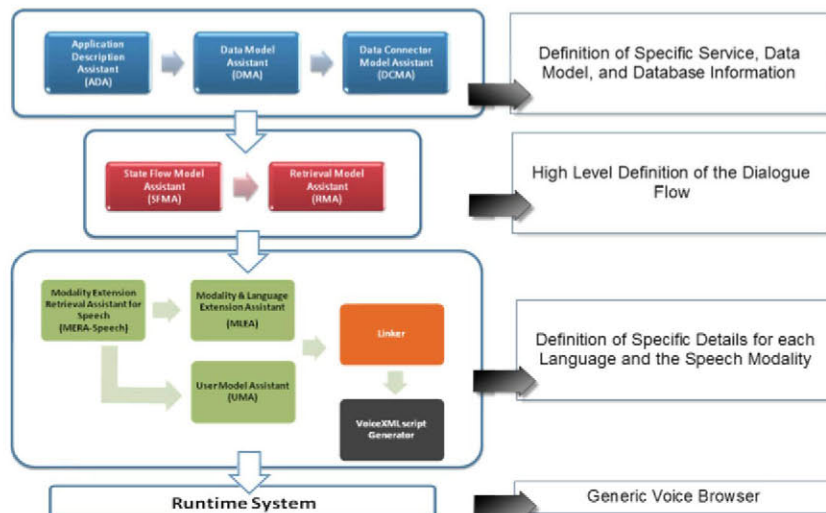 Application
Description
Assistant
(ADA)
Data Model
Assistant
(DMA)
Data Connector
Model Assistant
(DCMA)
Definition of Specific Service, Data
Model, and Database Information
State Flow Model
Assistant
(SFMA)
Retrieval Model
Assistant
(RMA)
High Level Definition of the Dialogue
Flow
Modality Extension
Retrieval Assistant for
Speech
(MERA-Speech)
Modality & Language
Extension Assistant
(MLEA)
User Model Assistant
(UMA)
Linker
VoiceXML script
Generator
Definition of Specific Details for each
Language and the Speech Modality
Runtime System
Generic Voice Browser